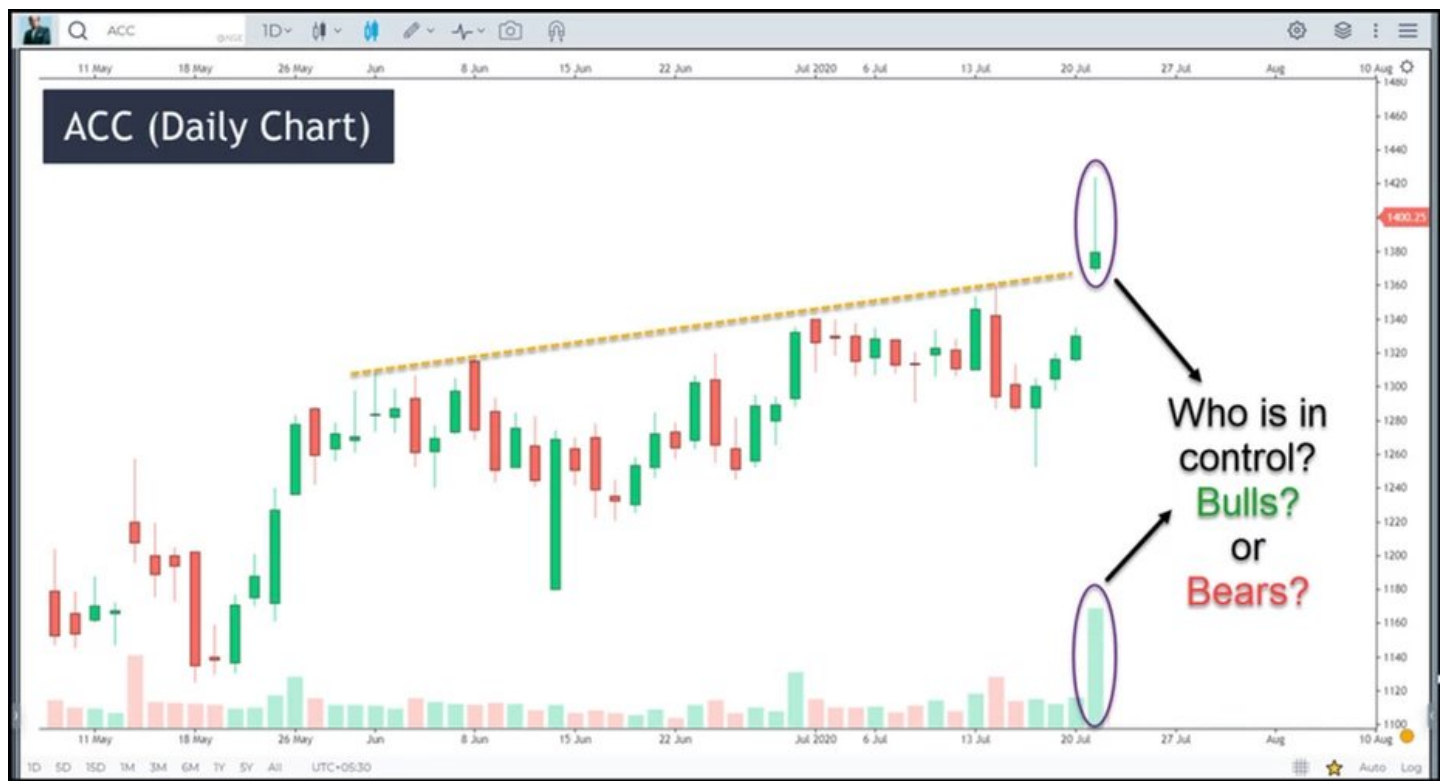 ACC
@NSE
1D
11 May 18 May 26 May Jun 8 Jun 15 Jun 22 Jun Jul 2020 6 Jul 13 Jul 20 Jul 27 Jul Aug 10 Aug
ACC (Daily Chart)
1480
1460
1440
1420
1400.25
1380
1360
1340
1320
1300
1280
1260
1240
1220
1200
1180
1160
1140
1120
1100
Who is in
control?
Bulls?
or
Bears?
11 May 18 May 26 May Jun 8 Jun 15 Jun 22 Jun Jul 2020 6 Jul 13 Jul 20 Jul 27 Jul Aug 10 Aug
1D 5D 15D 1M 3M 6M 1Y 5Y All UTC+05:30 Auto Log